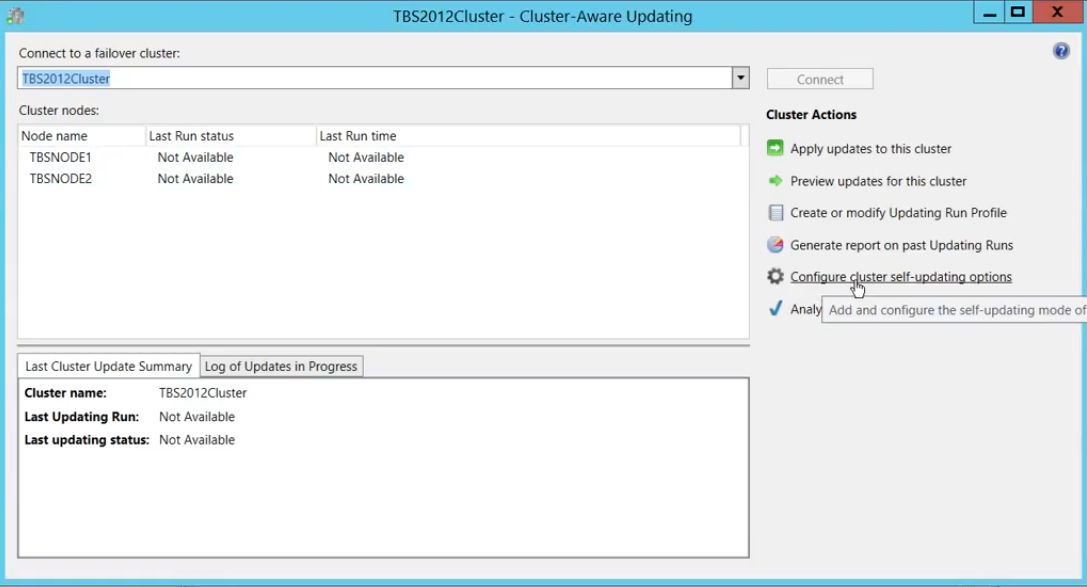 TBS2012Cluster - Cluster-Aware Updating
Connect to a failover cluster:
TBS2012Cluster
Connect
Cluster nodes:
Node name Last Run status Last Run time
TBSNODE1 Not Available Not Available
TBSNODE2 Not Available Not Available
Cluster Actions
Apply updates to this cluster
Preview updates for this cluster
Create or modify Updating Run Profile
Generate report on past Updating Runs
Configure cluster self-updating options
Analy
Add and configure the self-updating mode of
Last Cluster Update Summary Log of Updates in Progress
Cluster name: TBS2012Cluster
Last Updating Run: Not Available
Last updating status: Not Available